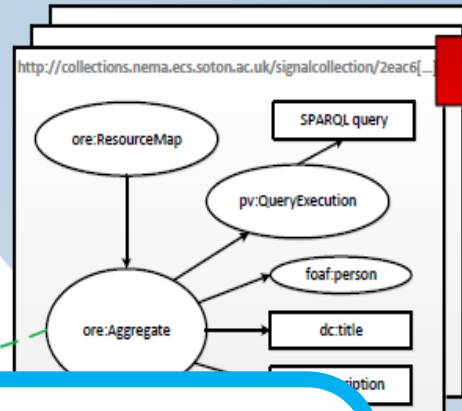 http://collections.nema.ecs.soton.ac.uk/signalcollection/2eac6[...]
SPARQL query
ore:ResourceMap
pv:QueryExecution
foaf:person
ore:Aggregate
dc:title